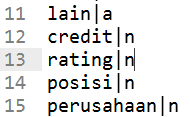 11 lain|a
12 credit|n
13 rating|n
14 posisi|n
15 perusahaan|n